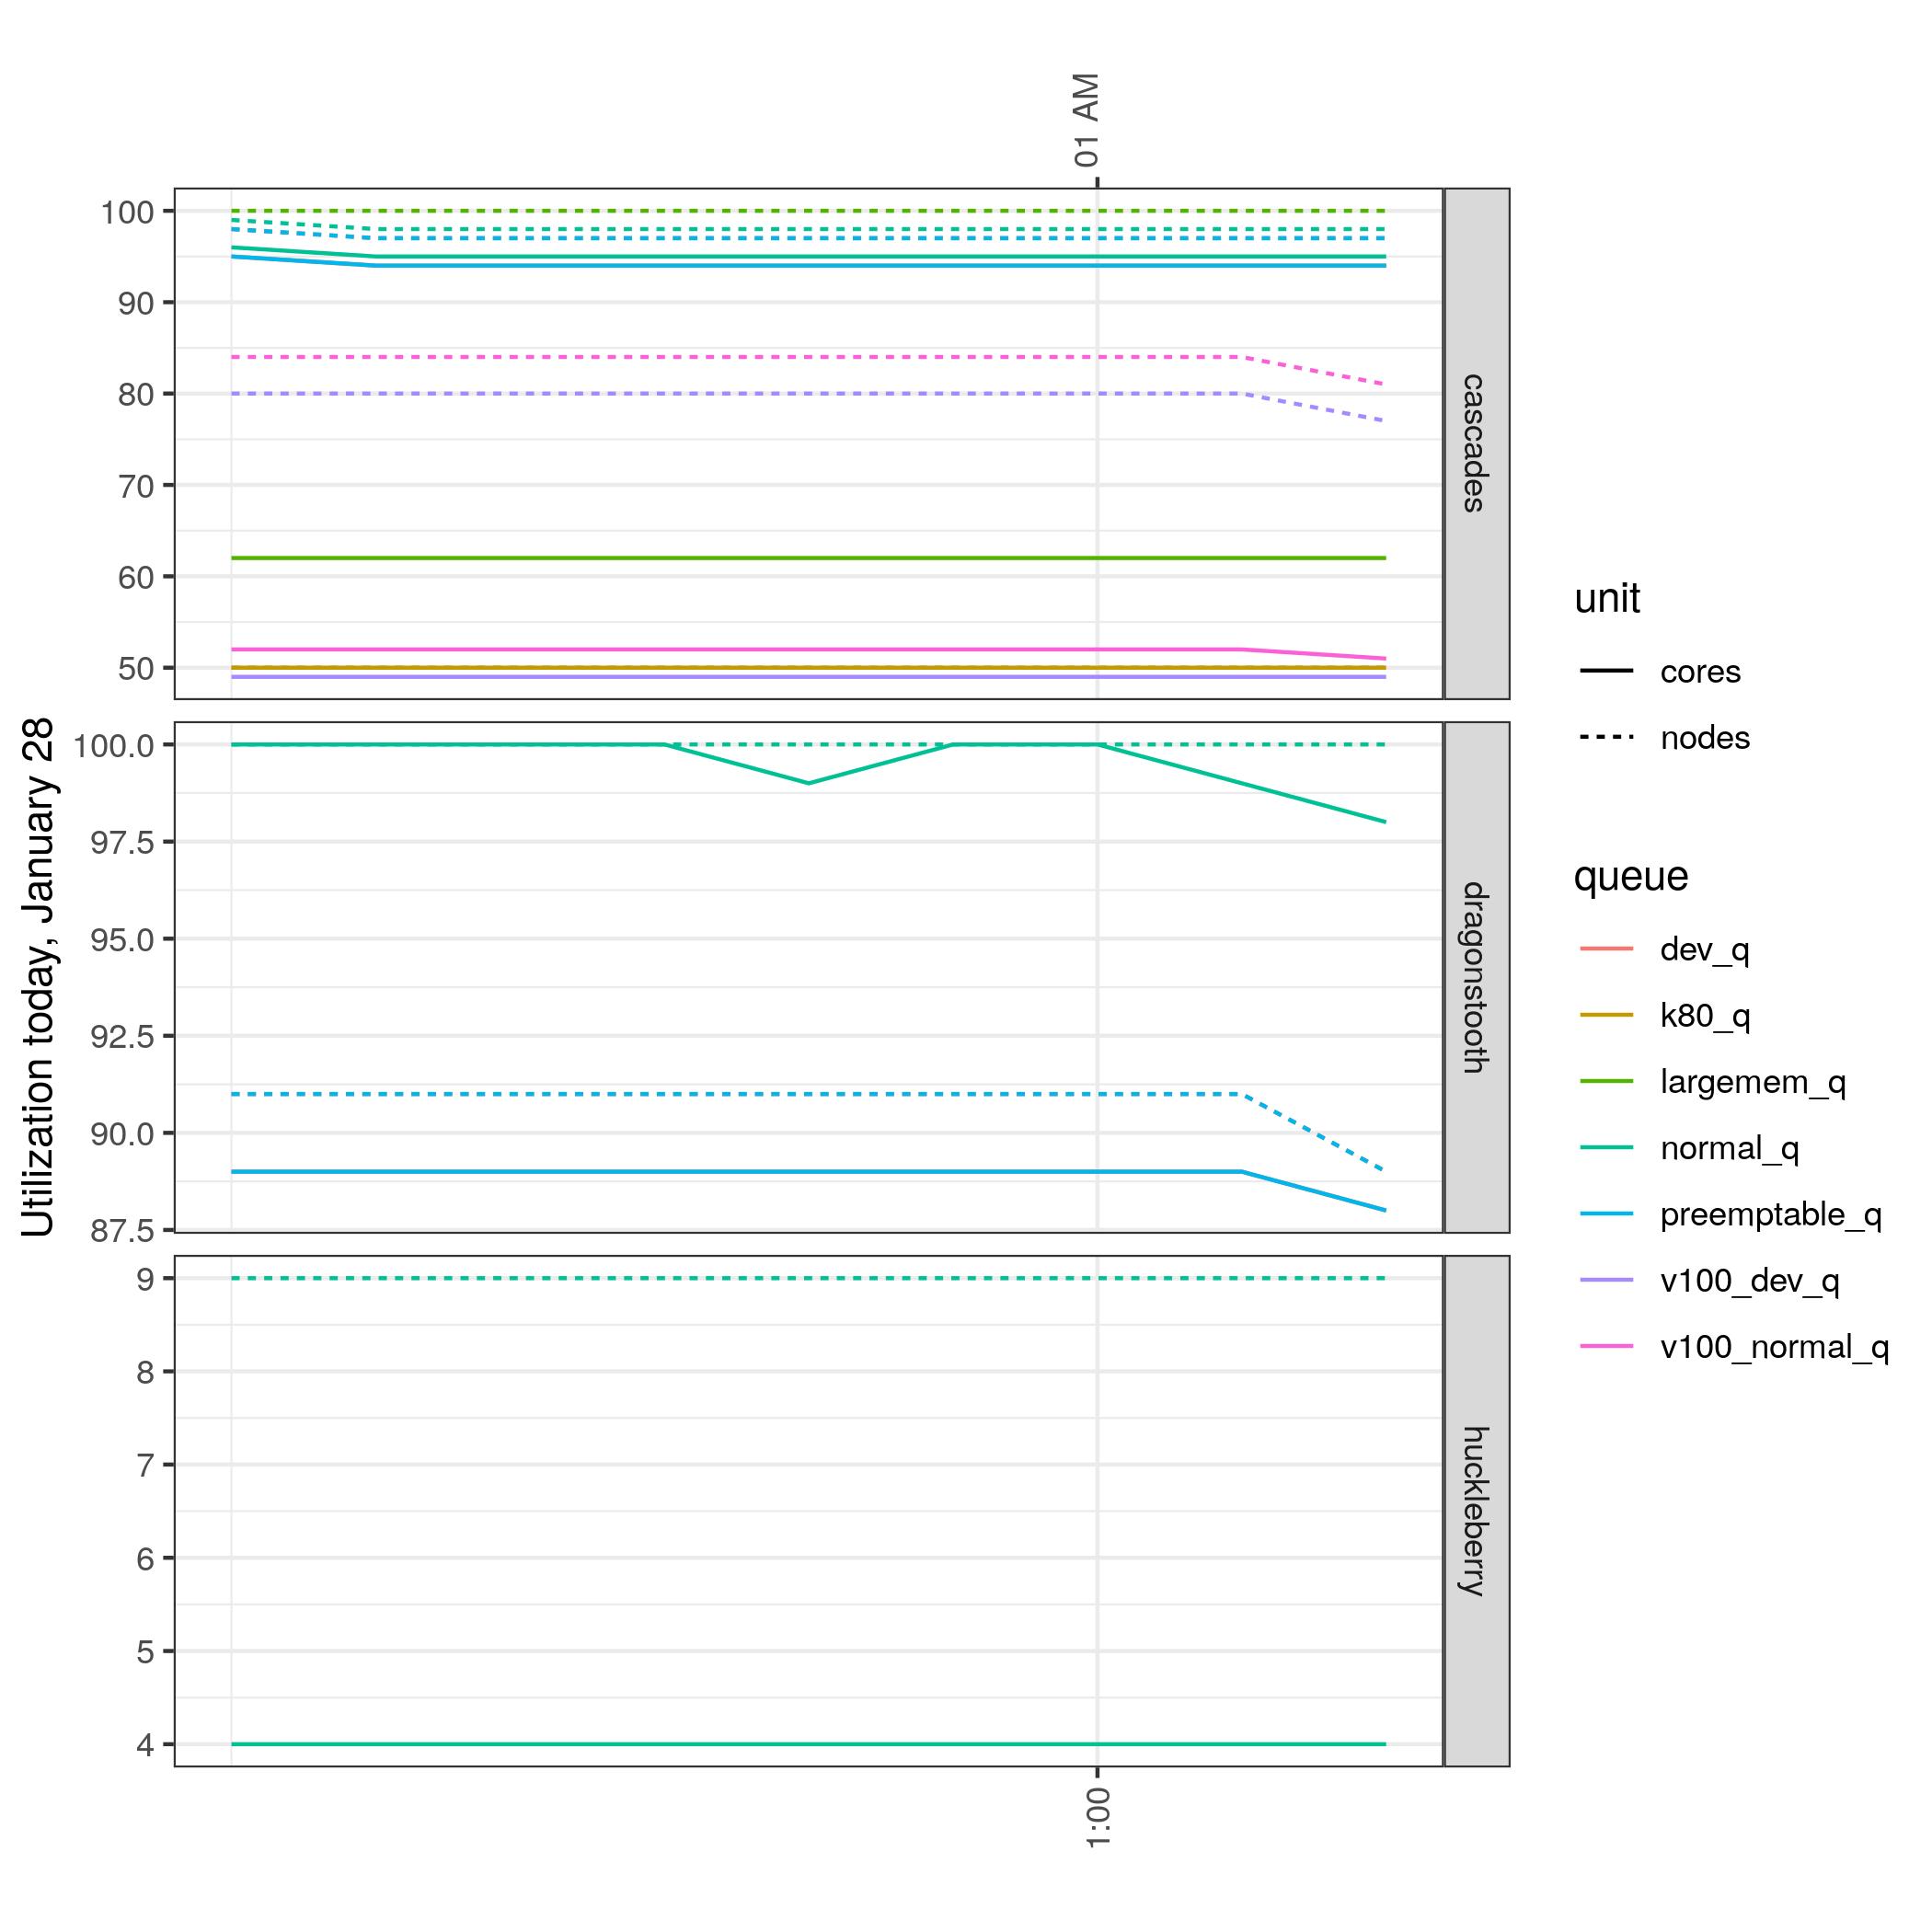 01 AM
Utilization today, January 28
100
90
80
70
60
50
cascades
100.0
97.5
95.0
92.5
90.0
87.5
dragonstooth
9
8
7
6
5
4
huckleberry
1:00
unit
cores
nodes
queue
dev_q
k80_q
largemem_q
normal_q
preemptable_q
v100_dev_q
v100_normal_q